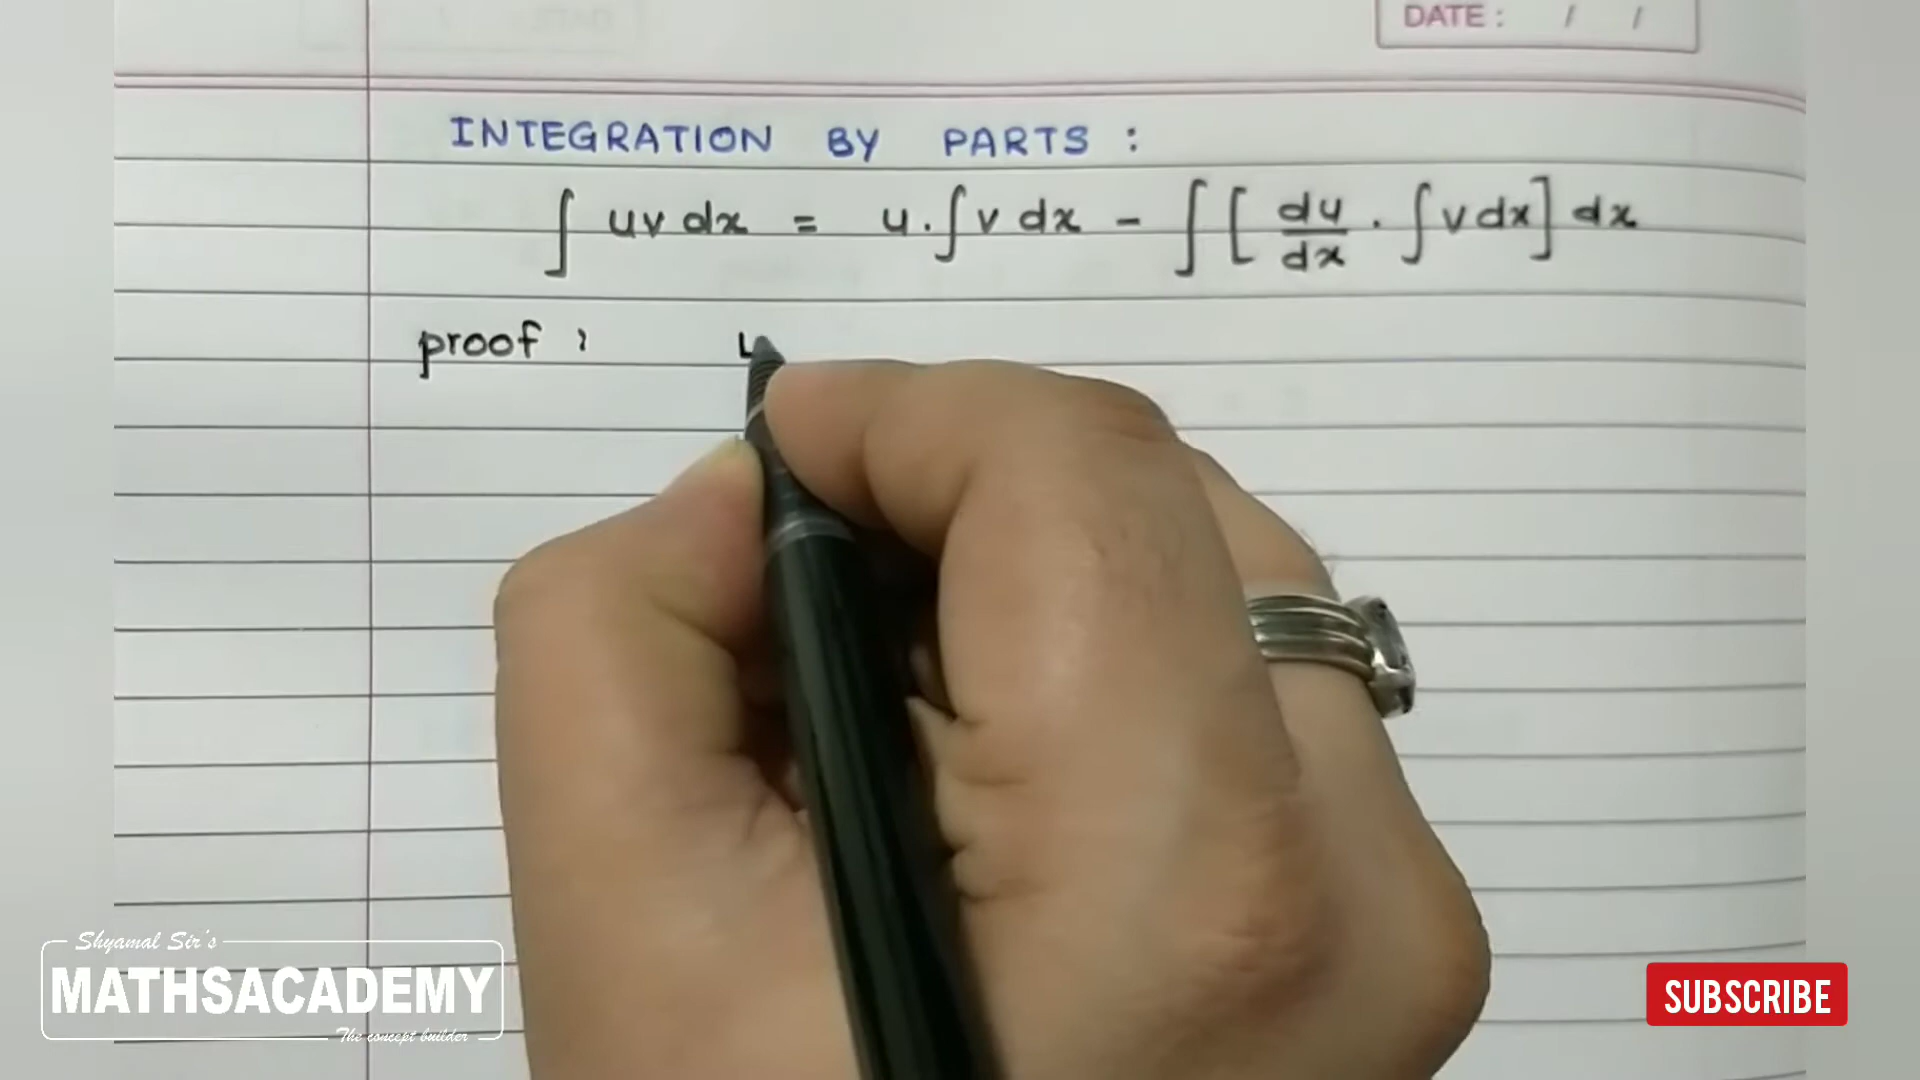 DATE : / /
INTEGRATION BY PARTS :
∫ uv dx = u . ∫ v dx - ∫ [ du/dx . ∫ v dx ] dx
proof :
Shyamal Sir's
MATHSACADEMY
The concept builder
SUBSCRIBE